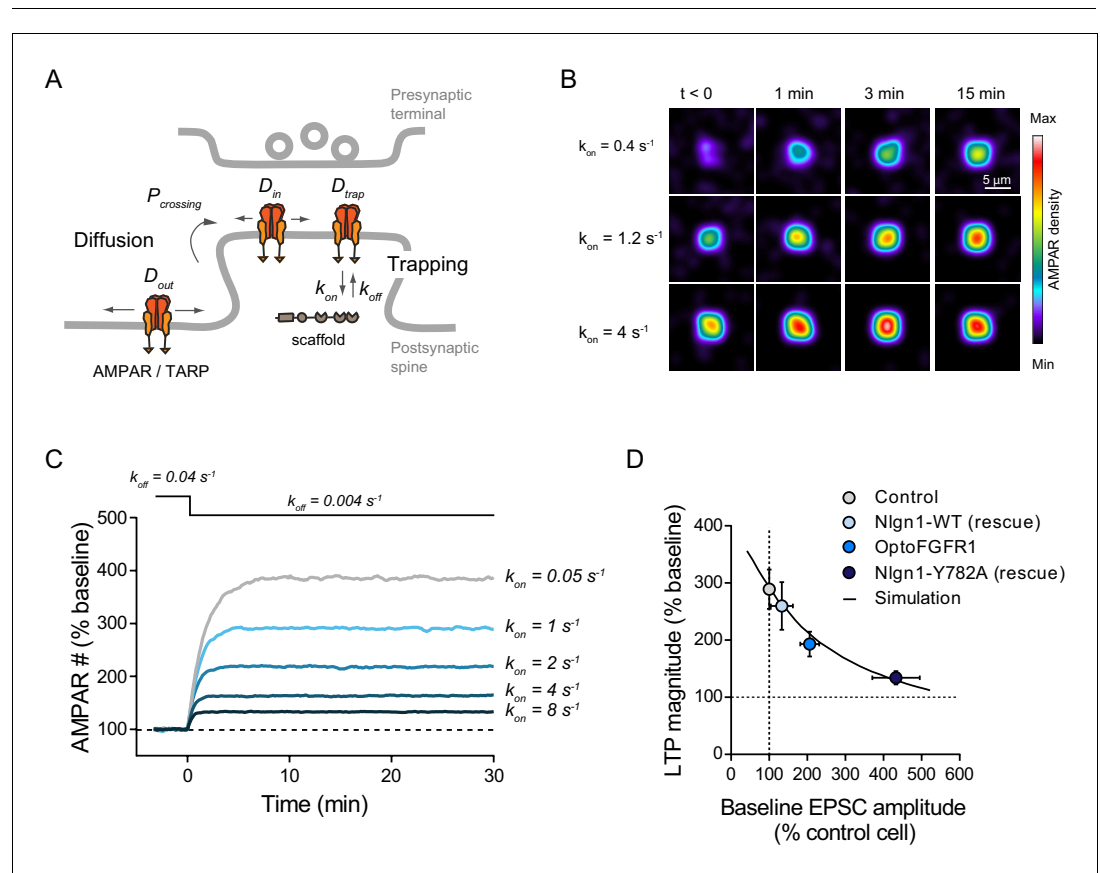 A
Presynaptic
terminal
P_crossing
D_in
D_trap
Diffusion
Trapping
D_out
k_on
k_off
scaffold
Postsynaptic
spine
AMPAR / TARP
B
t < 0
1 min
3 min
15 min
k_on = 0.4 s⁻¹
k_on = 1.2 s⁻¹
k_on = 4 s⁻¹
5 µm
Max
AMPAR density
Min
C
k_off = 0.04 s⁻¹
k_off = 0.004 s⁻¹
AMPAR # (% baseline)
500
400
300
200
100
k_on = 0.05 s⁻¹
k_on = 1 s⁻¹
k_on = 2 s⁻¹
k_on = 4 s⁻¹
k_on = 8 s⁻¹
0
10
20
30
Time (min)
D
Control
Nlgn1-WT (rescue)
OptoFGFR1
Nlgn1-Y782A (rescue)
Simulation
LTP magnitude (% baseline)
400
300
200
100
0
0
100
200
300
400
500
600
Baseline EPSC amplitude
(% control cell)